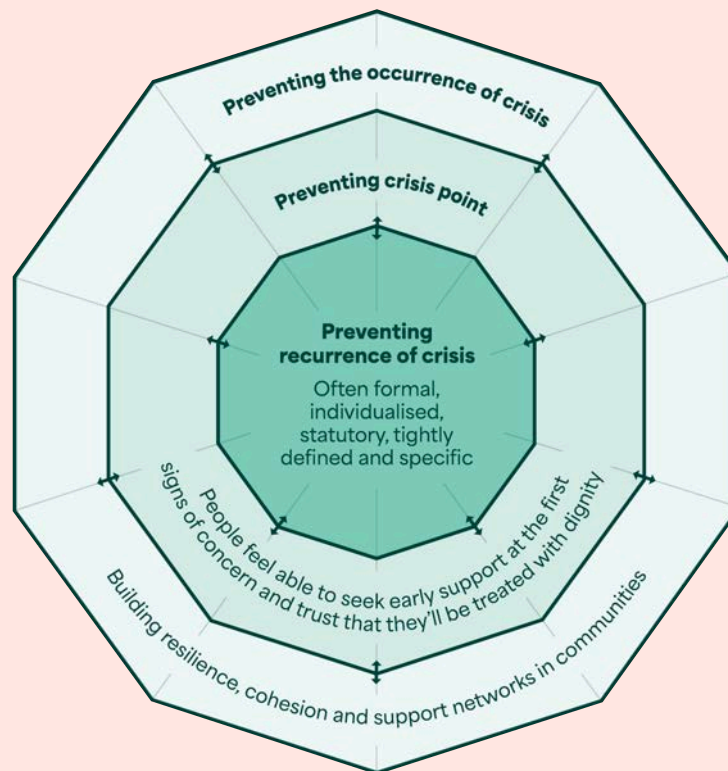 Preventing the occurrence of crisis
Preventing crisis point
Preventing
recurrence of crisis
Often formal,
individualised,
statutory, tightly
defined and specific
People feel able to seek early support at the first
signs of concern and trust that they’ll be treated with dignity
Building resilience, cohesion and support networks in communities